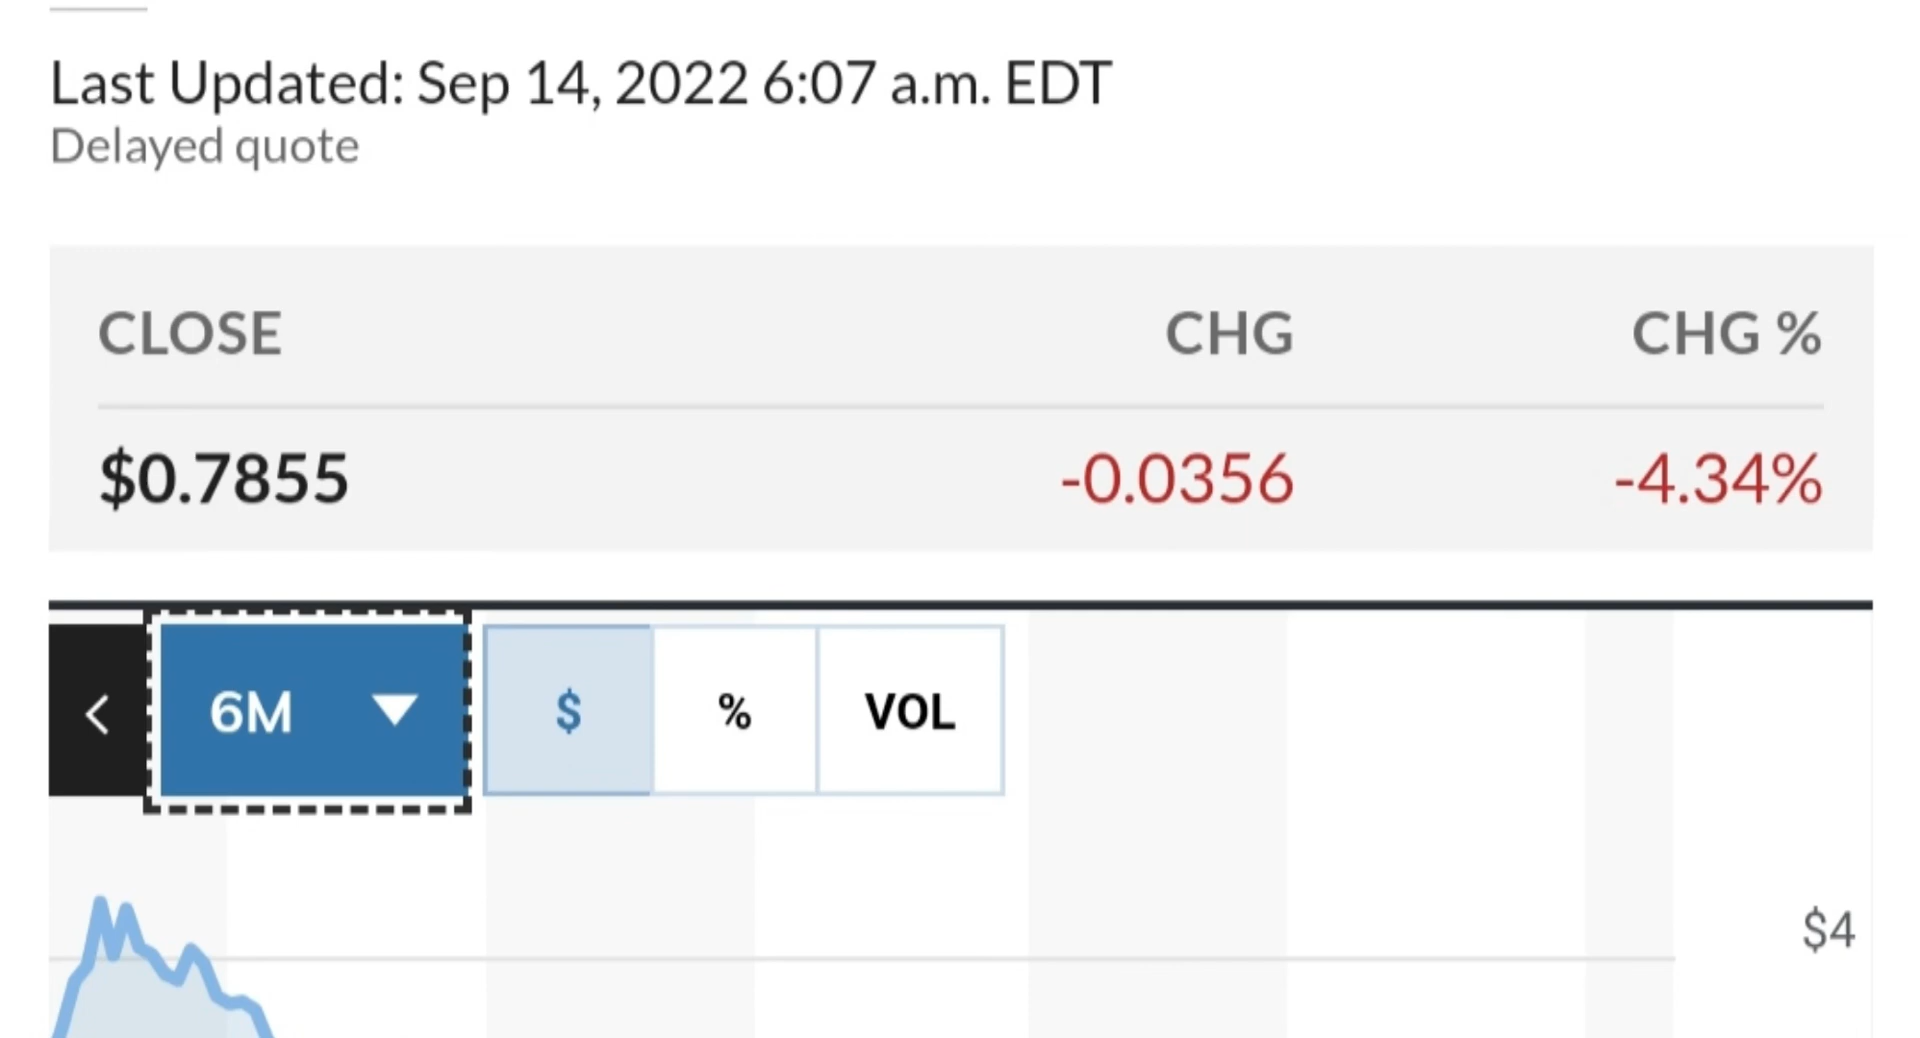 Last Updated: Sep 14, 2022 6:07 a.m. EDT
Delayed quote
CLOSE CHG CHG %
$0.7855 -0.0356 -4.34%
6M $ % VOL
$4